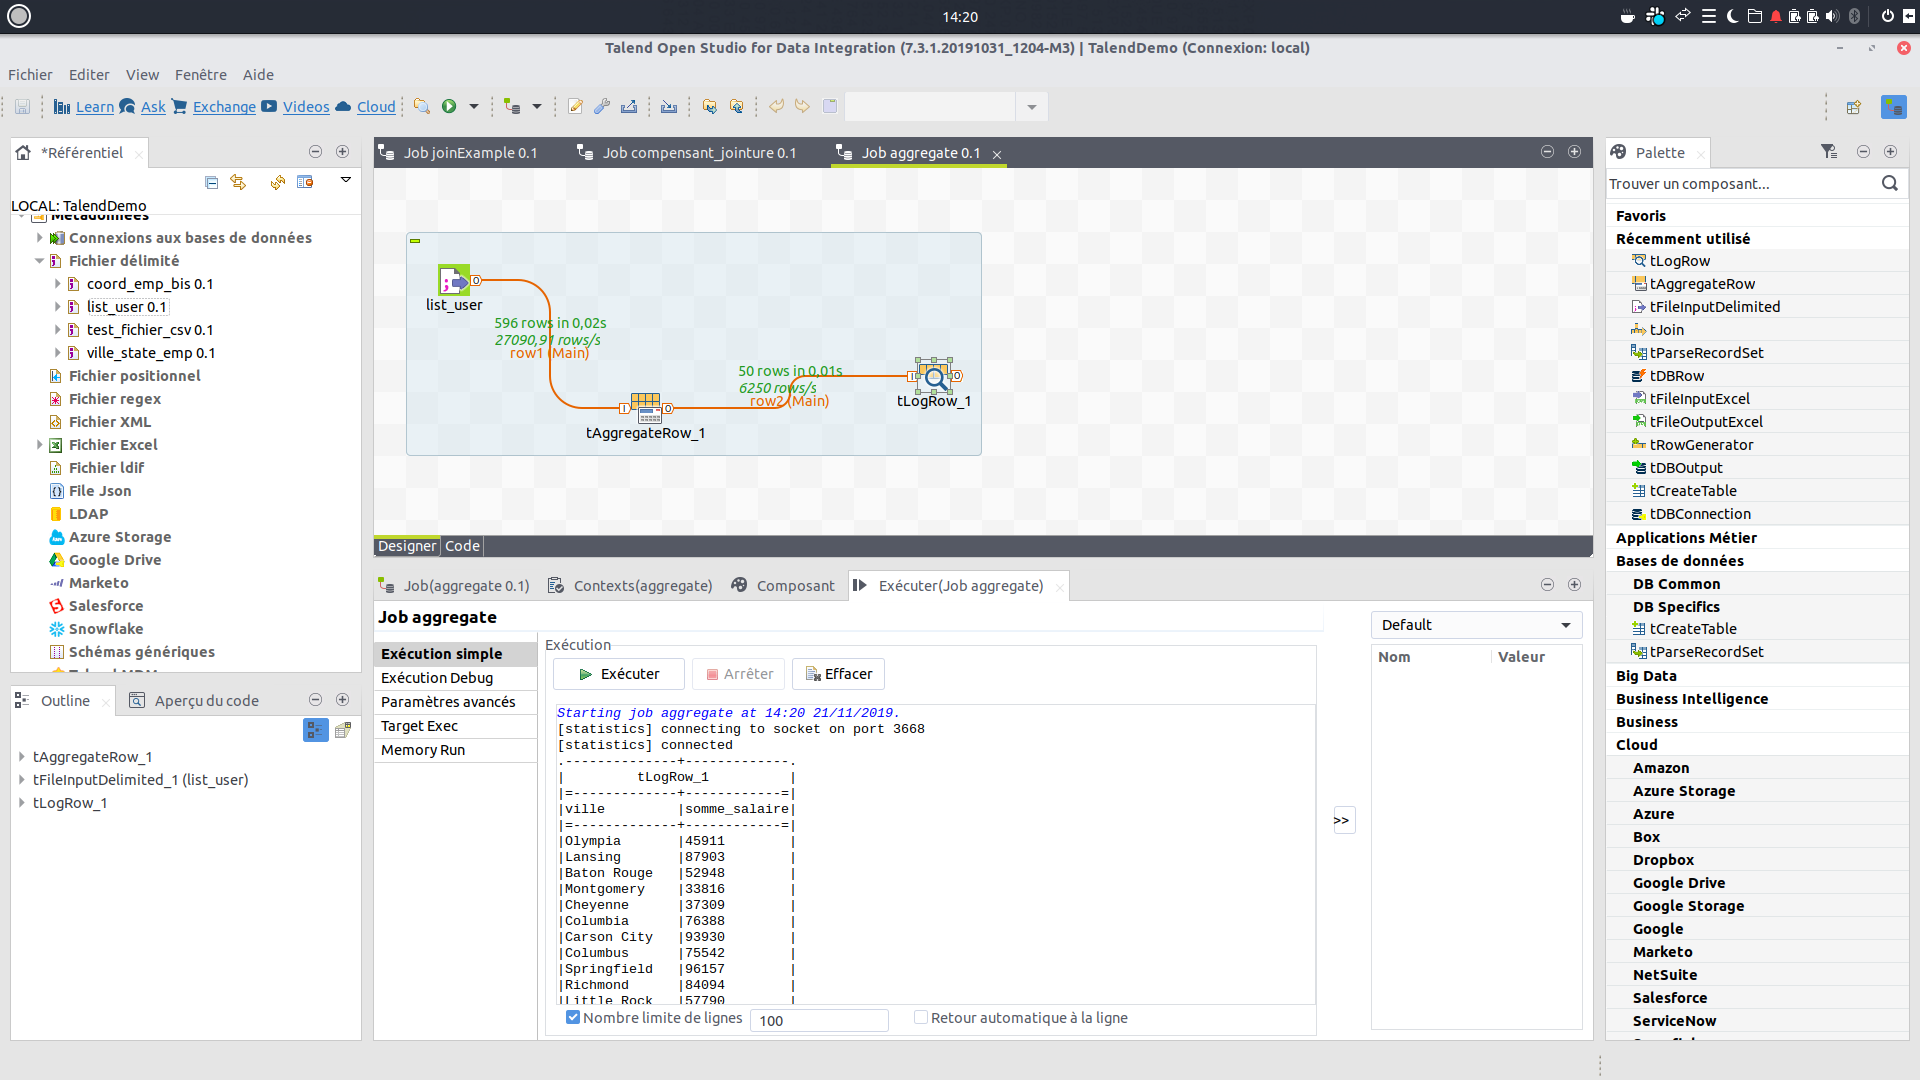 14:20
Talend Open Studio for Data Integration (7.3.1.20191031_1204-M3) | TalendDemo (Connexion: local)
Fichier Editer View Fenêtre Aide
Learn Ask Exchange Videos Cloud
*Référentiel
LOCAL: TalendDemo
Métadonnées
Connexions aux bases de données
Fichier délimité
coord_emp_bis 0.1
list_user 0.1
test_fichier_csv 0.1
ville_state_emp 0.1
Fichier positionnel
Fichier regex
Fichier XML
Fichier Excel
Fichier ldif
File Json
LDAP
Azure Storage
Google Drive
Marketo
Salesforce
Snowflake
Schémas génériques
Outline Aperçu du code
tAggregateRow_1
tFileInputDelimited_1 (list_user)
tLogRow_1
Job joinExample 0.1 Job compensant_jointure 0.1 Job aggregate 0.1
list_user
596 rows in 0,02s
27090,91 rows/s
row1 (Main)
tAggregateRow_1
50 rows in 0,01s
6250 rows/s
row2 (Main)
tLogRow_1
Designer Code
Job(aggregate 0.1) Contexts(aggregate) Composant Exécuter(Job aggregate)
Job aggregate
Exécution simple
Exécution Debug
Paramètres avancés
Target Exec
Memory Run
Exécution
Exécuter Arrêter Effacer
Starting job aggregate at 14:20 21/11/2019.
[statistics] connecting to socket on port 3668
[statistics] connected
.--------------+-------------.
|         tLogRow_1          |
|=-------------+------------=|
|ville         |somme_salaire|
|=-------------+------------=|
|Olympia       |45911        |
|Lansing       |87903        |
|Baton Rouge   |52948        |
|Montgomery    |33816        |
|Cheyenne      |37309        |
|Columbia      |76388        |
|Carson City   |93930        |
|Columbus      |75542        |
|Springfield   |96157        |
|Richmond      |84094        |
|Little Rock   |57790        |
Nombre limite de lignes 100 Retour automatique à la ligne
>>
Default
Nom Valeur
Palette
Trouver un composant...
Favoris
Récemment utilisé
tLogRow
tAggregateRow
tFileInputDelimited
tJoin
tParseRecordSet
tDBRow
tFileInputExcel
tFileOutputExcel
tRowGenerator
tDBOutput
tCreateTable
tDBConnection
Applications Métier
Bases de données
DB Common
DB Specifics
tCreateTable
tParseRecordSet
Big Data
Business Intelligence
Business
Cloud
Amazon
Azure Storage
Azure
Box
Dropbox
Google Drive
Google Storage
Google
Marketo
NetSuite
Salesforce
ServiceNow